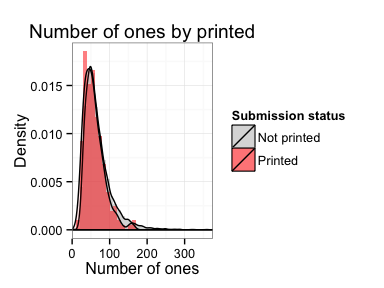 Number of ones by printed
Density
0.015
0.010
0.005
0.000
0
100
200
300
Number of ones
Submission status
Not printed
Printed